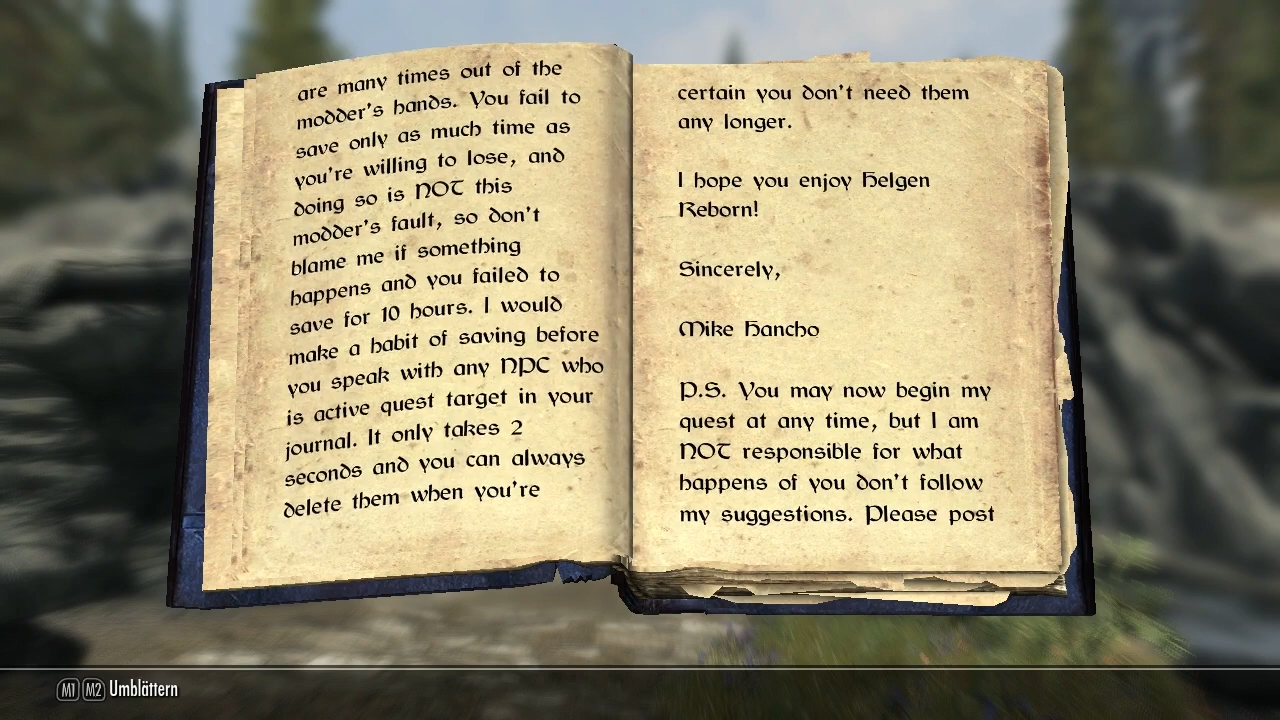 are many times out of the
modder's hands. You fail to
save only as much time as
you're willing to lose, and
doing so is NOT this
modder's fault, so don't
blame me if something
happens and you failed to
save for 10 hours. I would
make a habit of saving before
you speak with any NPC who
is active quest target in your
journal. It only takes 2
seconds and you can always
delete them when you're
certain you don't need them
any longer.
I hope you enjoy Helgen
Reborn!
Sincerely,
Mike Hancho
P.S. You may now begin my
quest at any time, but I am
NOT responsible for what
happens of you don't follow
my suggestions. Please post
M1 M2 Umblättern